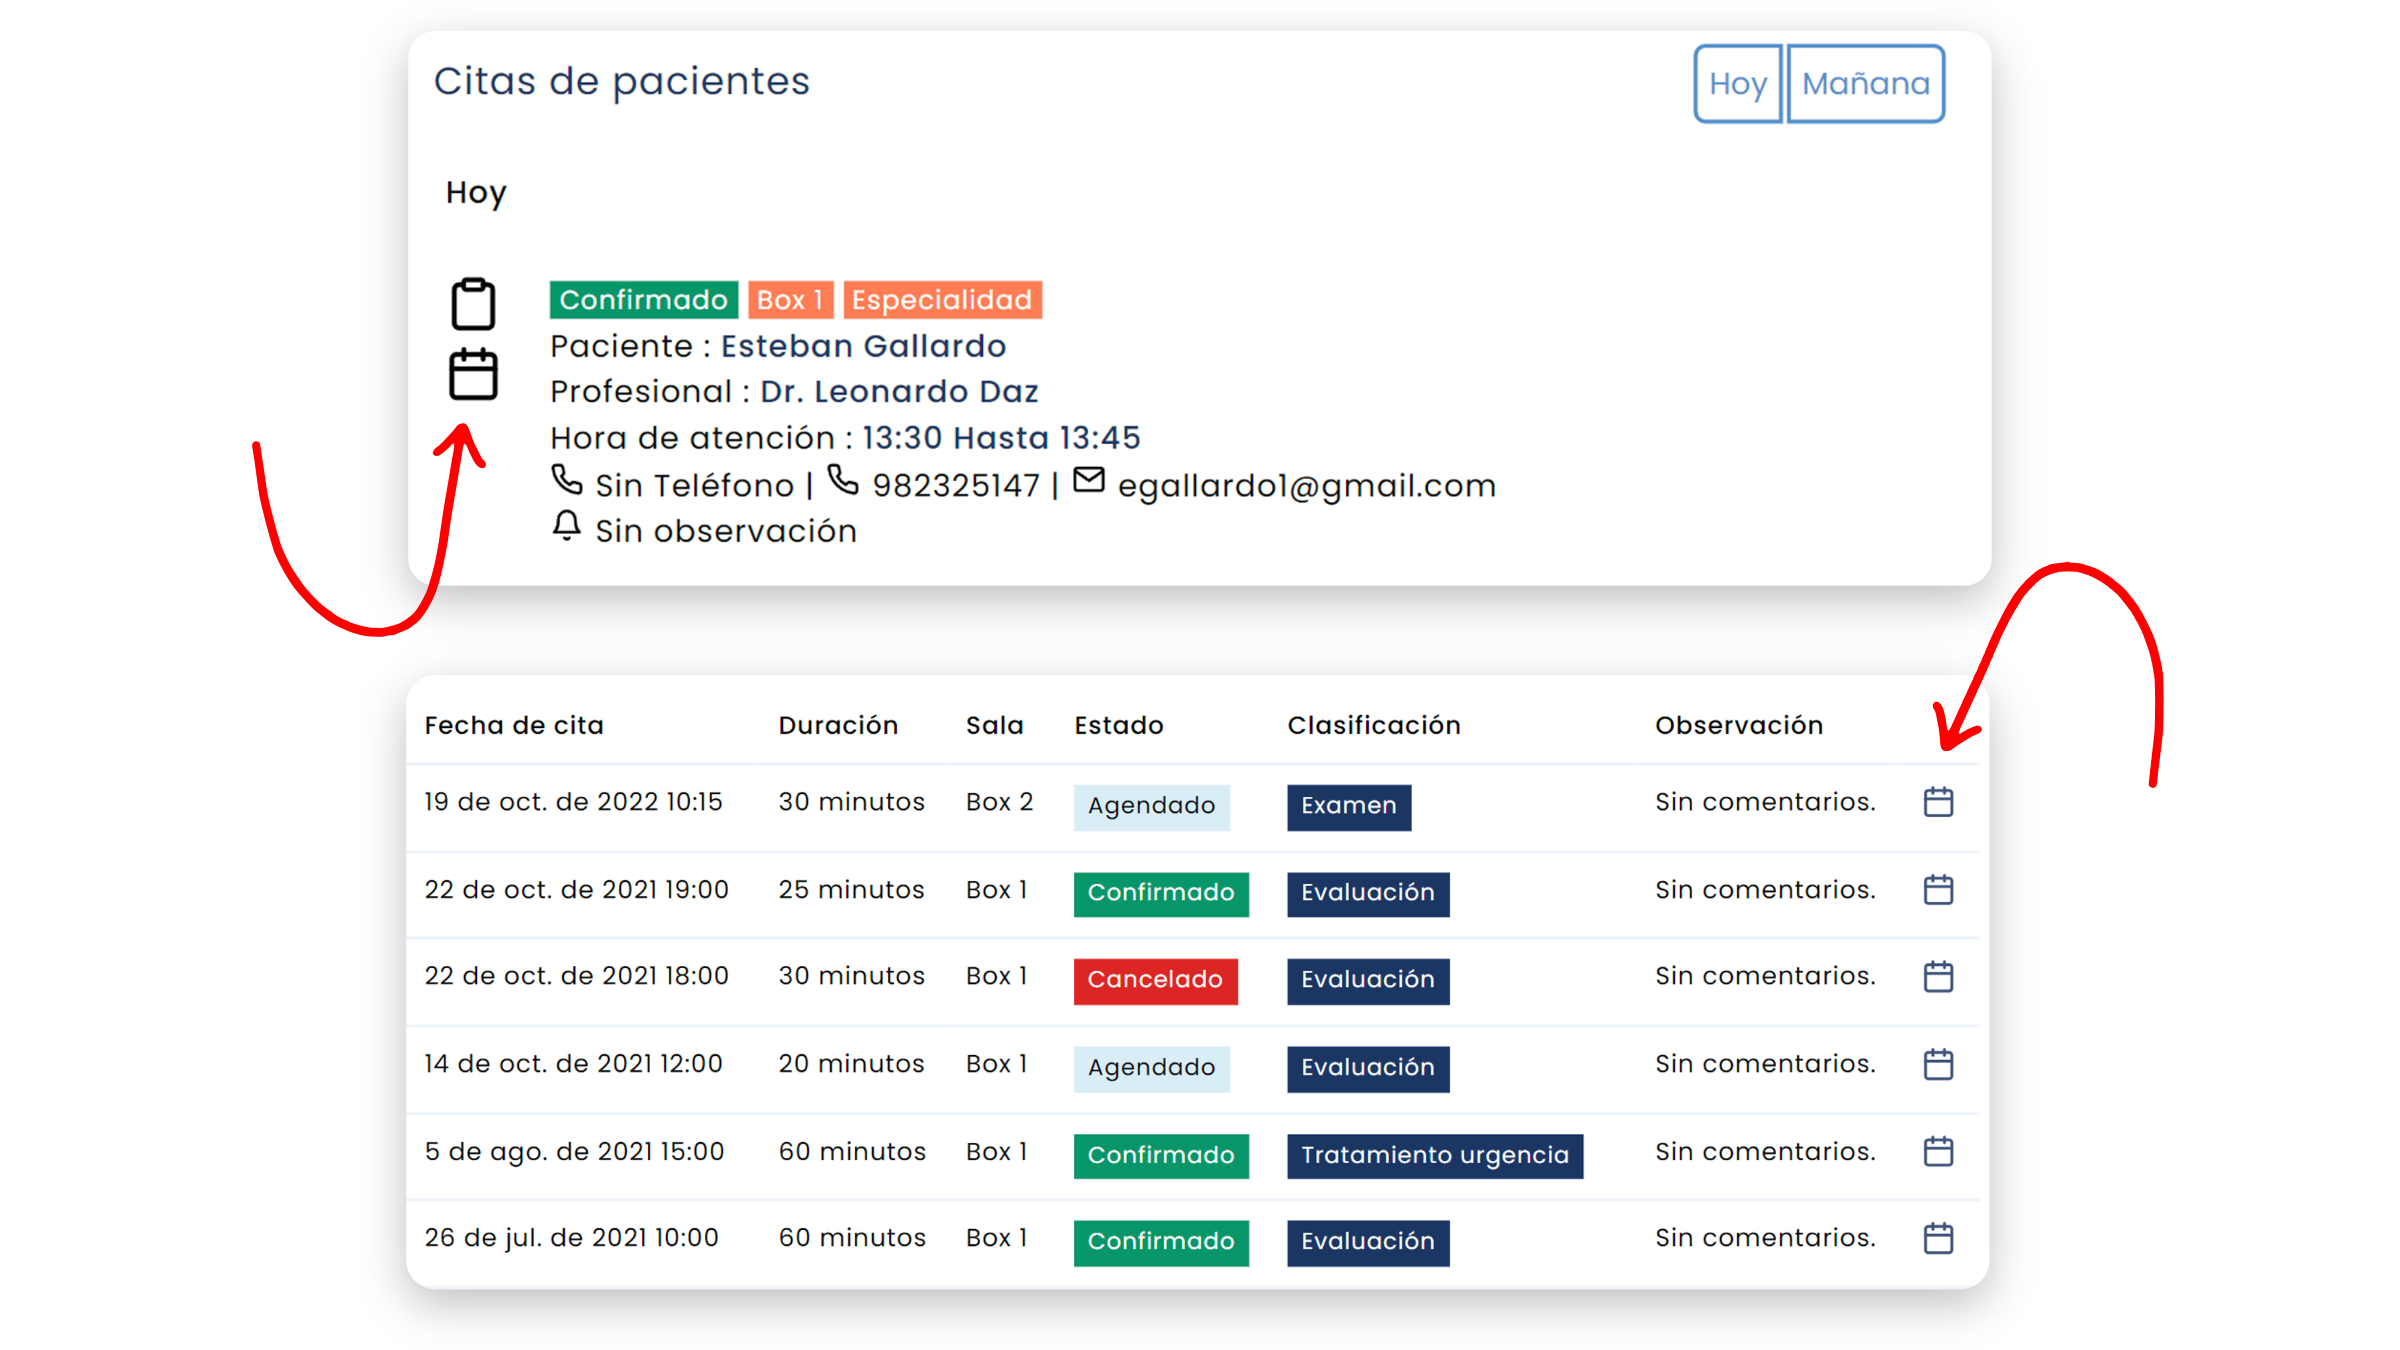 Citas de pacientes
Hoy Mañana
Hoy
Confirmado Box 1 Especialidad
Paciente : Esteban Gallardo
Profesional : Dr. Leonardo Daz
Hora de atención : 13:30 Hasta 13:45
Sin Teléfono | 982325147 | egallardo1@gmail.com
Sin observación
Fecha de cita Duración Sala Estado Clasificación Observación
19 de oct. de 2022 10:15 30 minutos Box 2 Agendado Examen Sin comentarios.
22 de oct. de 2021 19:00 25 minutos Box 1 Confirmado Evaluación Sin comentarios.
22 de oct. de 2021 18:00 30 minutos Box 1 Cancelado Evaluación Sin comentarios.
14 de oct. de 2021 12:00 20 minutos Box 1 Agendado Evaluación Sin comentarios.
5 de ago. de 2021 15:00 60 minutos Box 1 Confirmado Tratamiento urgencia Sin comentarios.
26 de jul. de 2021 10:00 60 minutos Box 1 Confirmado Evaluación Sin comentarios.